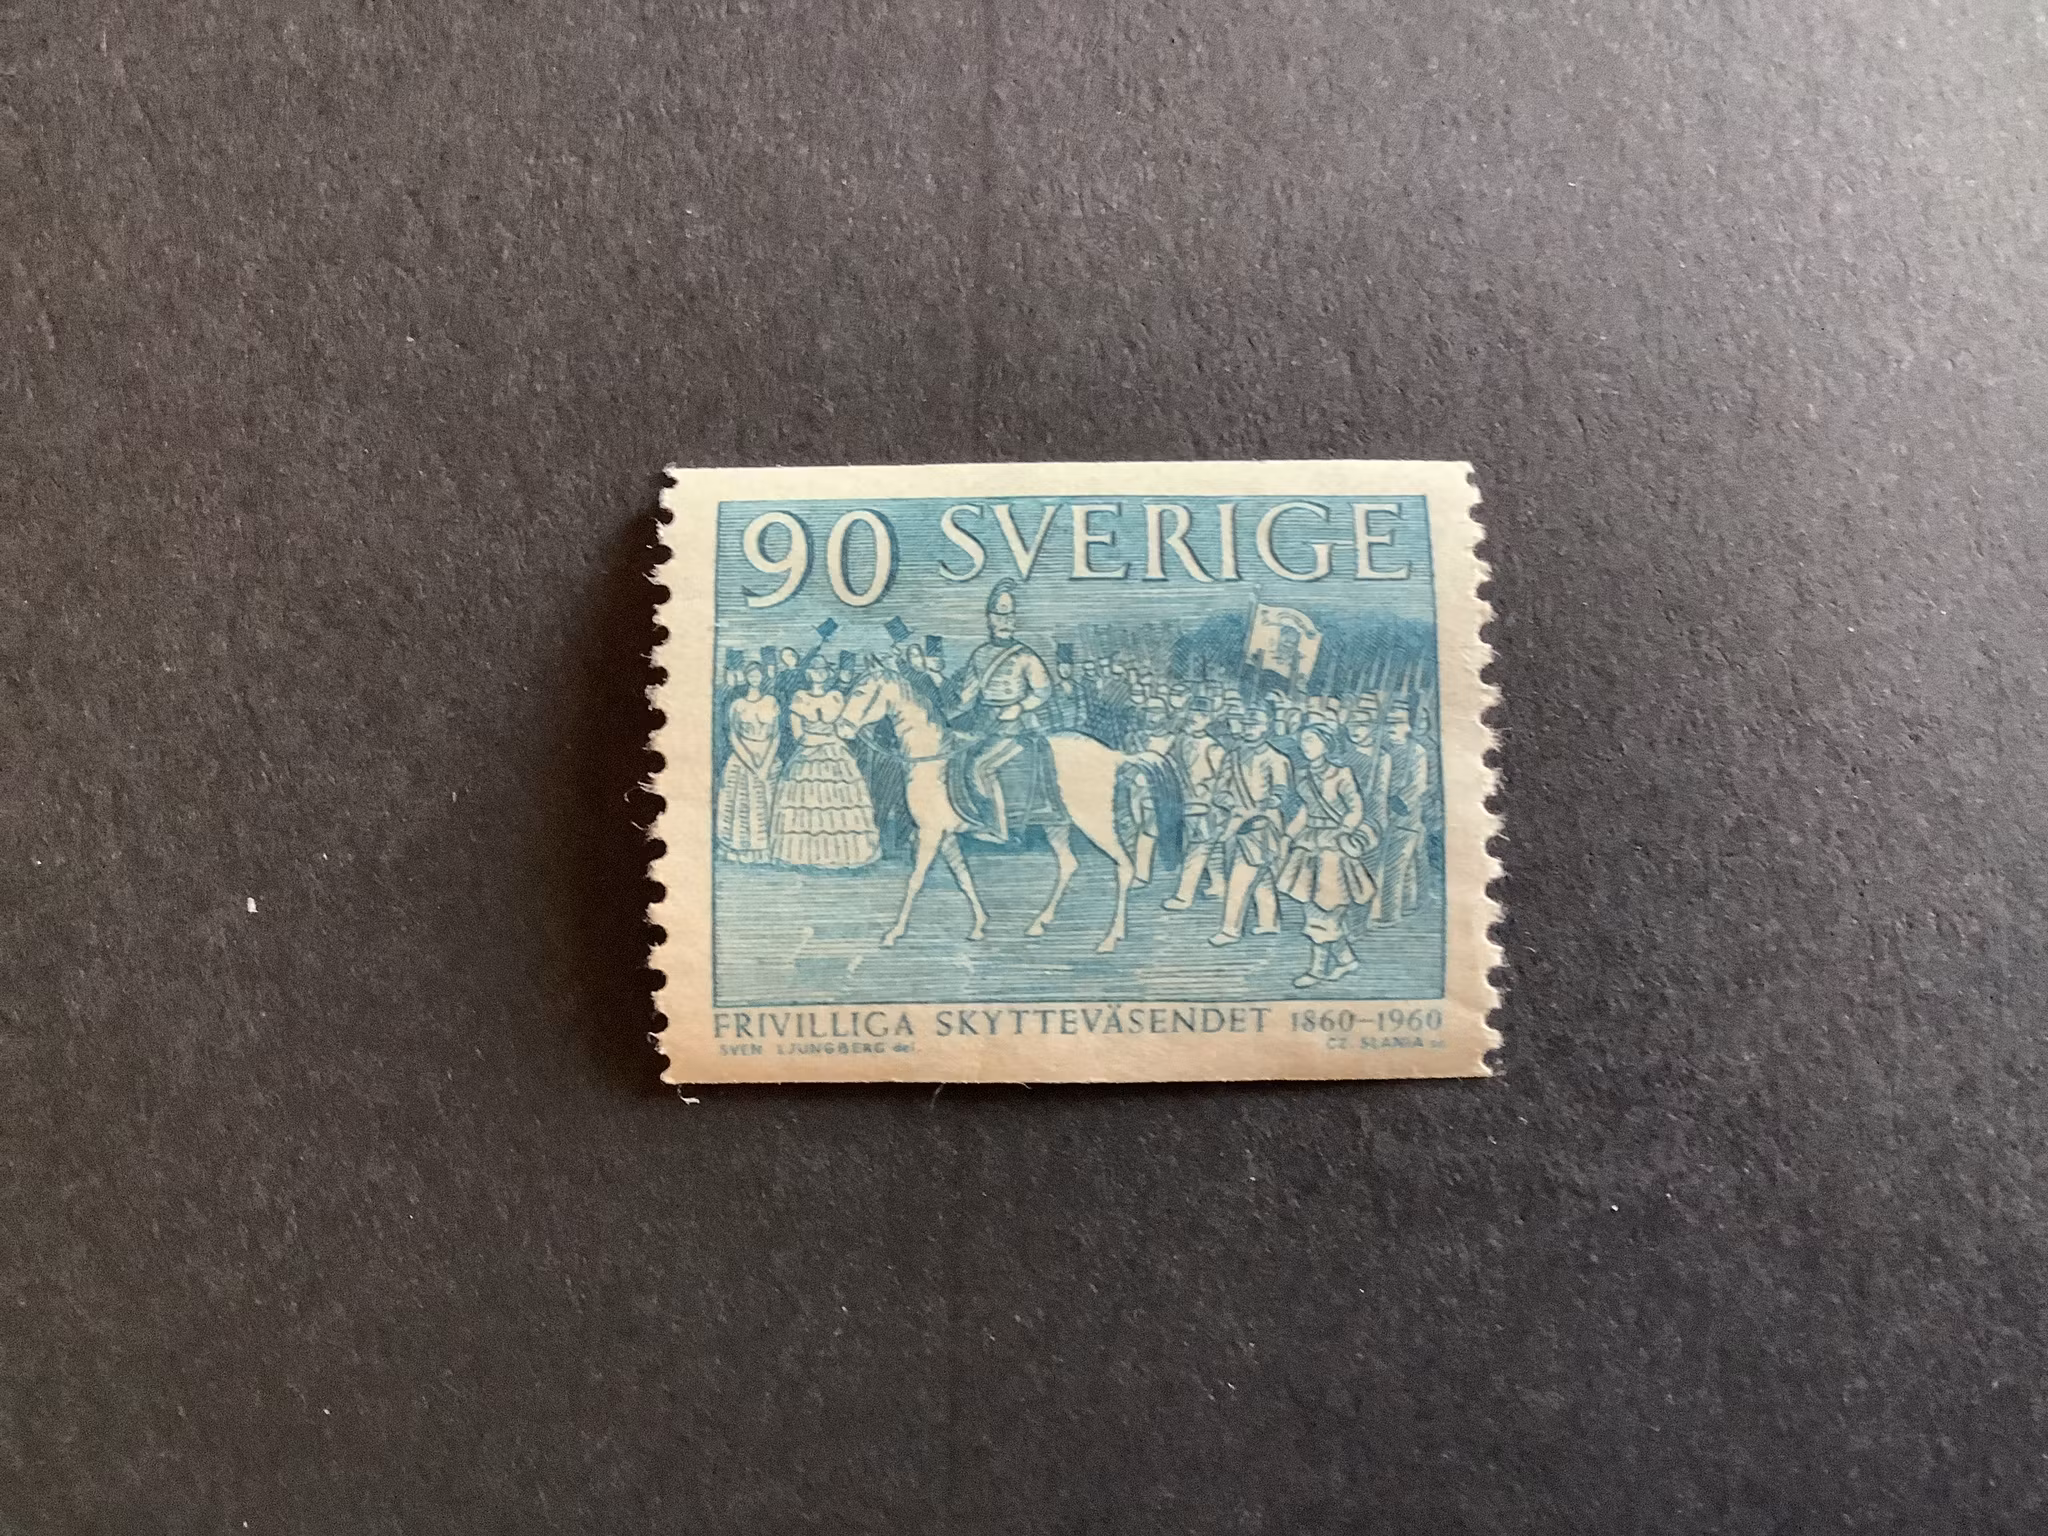 90 SVERIGE
FRIVILLIGA SKYTTEVÄSENDET 1860–1960
SVEN LJUNGBERG del. CZ. SLANIA sc.